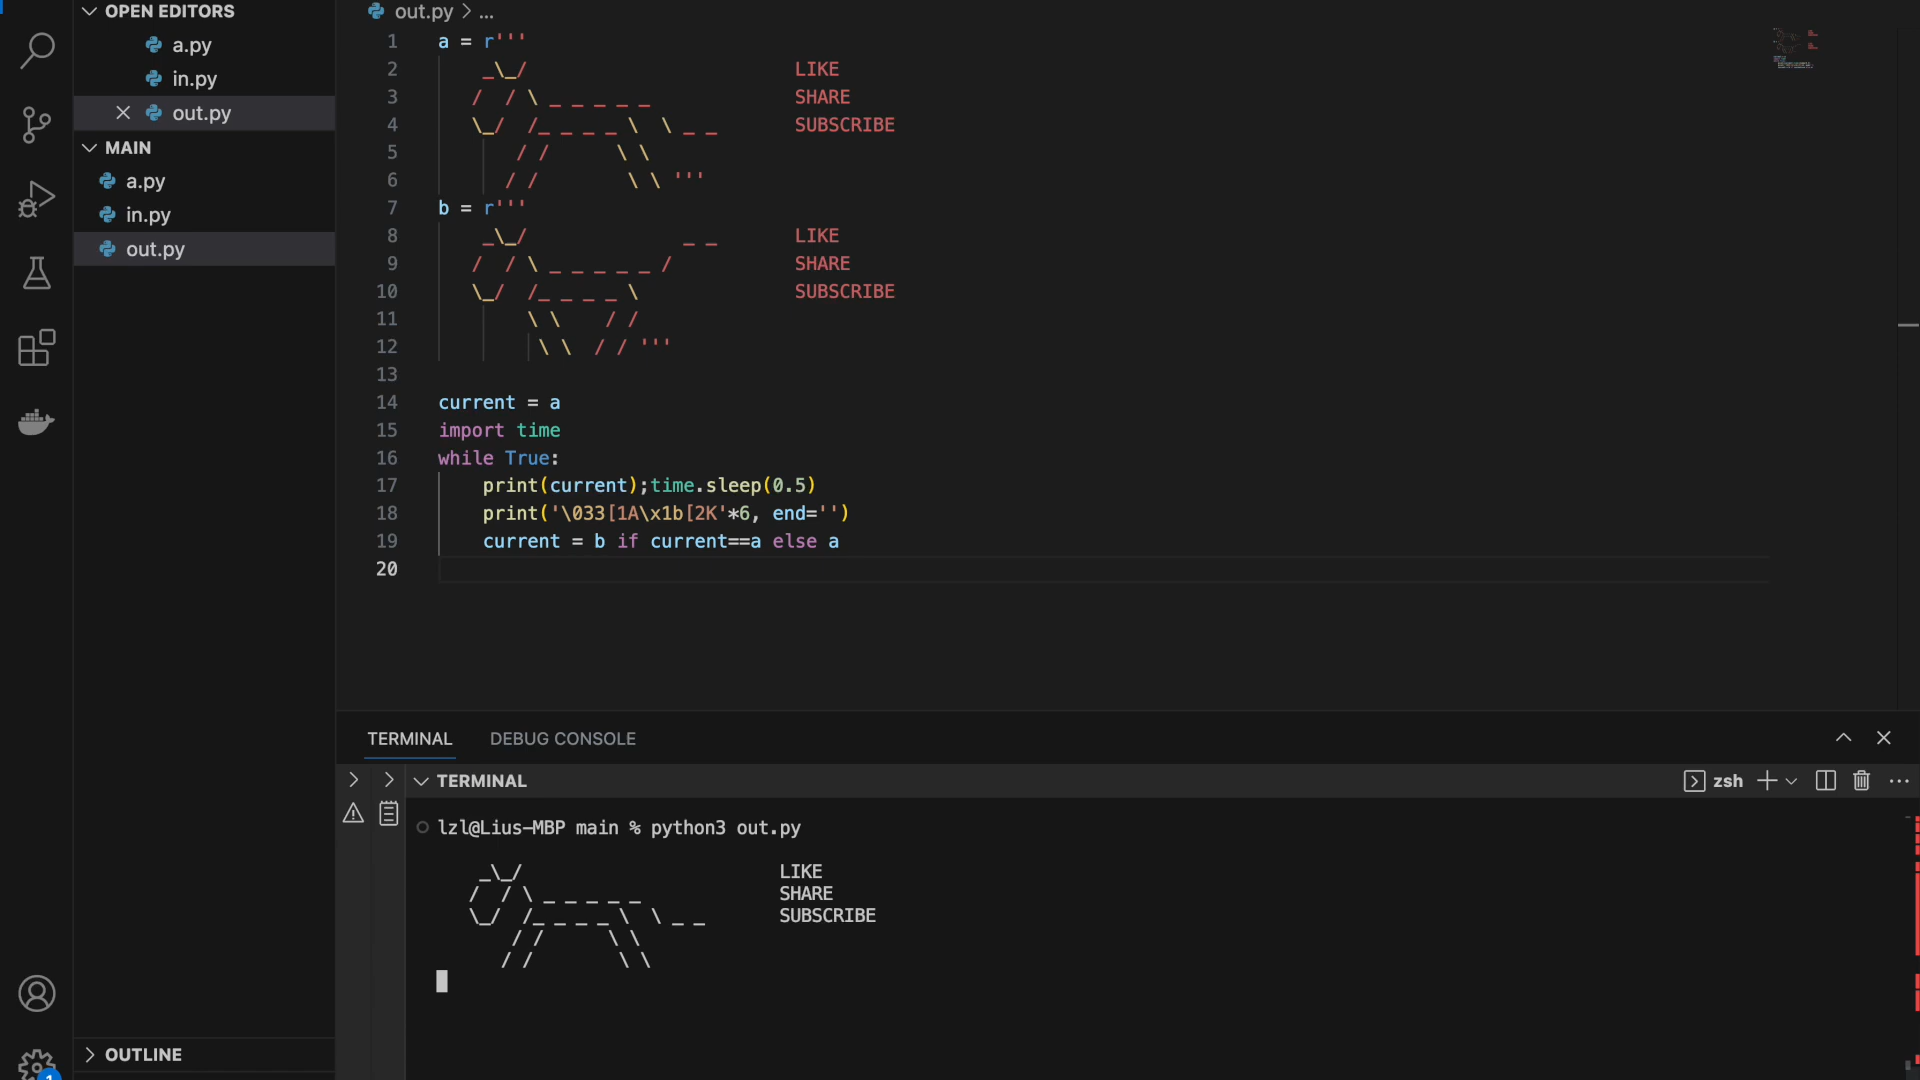 OPEN EDITORS
a.py
in.py
out.py
MAIN
a.py
in.py
out.py
OUTLINE
1
out.py > ...
1 a = r'''
2     _\_/                        LIKE
3    /  / \ _ _ _ _ _             SHARE
4    \_/  /_ _ _ _ \  \ _ _       SUBSCRIBE
5        / /      \ \
6       / /        \ \ '''
7 b = r'''
8     _\_/              _ _       LIKE
9    /  / \ _ _ _ _ _ /           SHARE
10    \_/  /_ _ _ _ \              SUBSCRIBE
11         \ \    / /
12          \ \  / / '''
13
14 current = a
15 import time
16 while True:
17     print(current);time.sleep(0.5)
18     print('\033[1A\x1b[2K'*6, end='')
19     current = b if current==a else a
20
TERMINAL DEBUG CONSOLE
TERMINAL zsh
lzl@Lius-MBP main % python3 out.py
    _\_/                        LIKE
   /  / \ _ _ _ _ _             SHARE
   \_/  /_ _ _ _ \  \ _ _       SUBSCRIBE
       / /      \ \
      / /        \ \